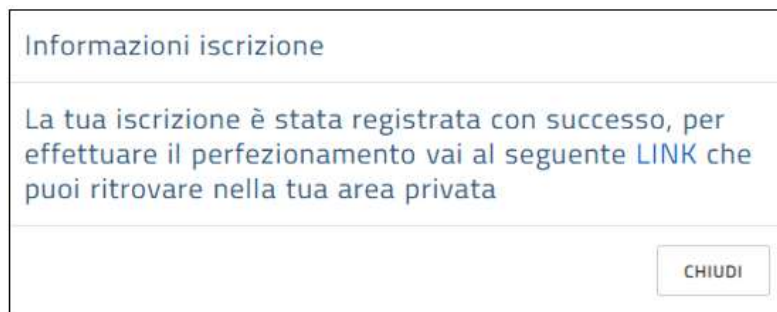 Informazioni iscrizione
La tua iscrizione è stata registrata con successo, per
effettuare il perfezionamento vai al seguente LINK che
puoi ritrovare nella tua area privata
CHIUDI